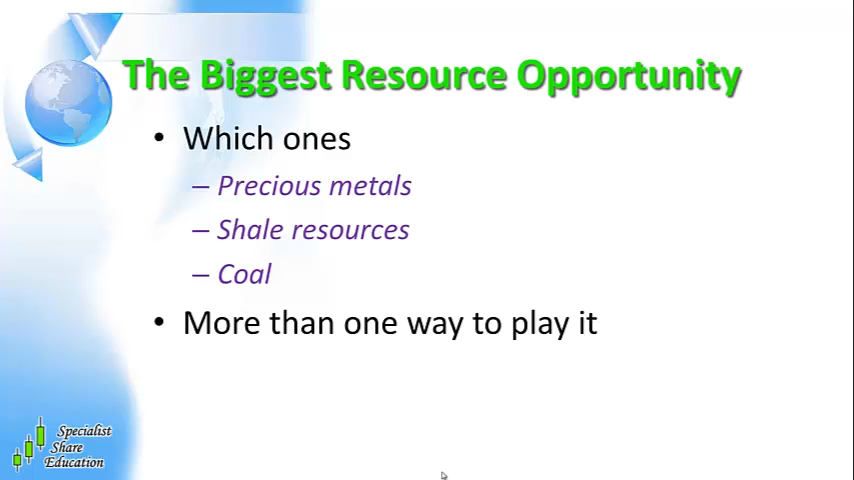 The Biggest Resource Opportunity
• Which ones
– Precious metals
– Shale resources
– Coal
• More than one way to play it
Specialist
Share
Education